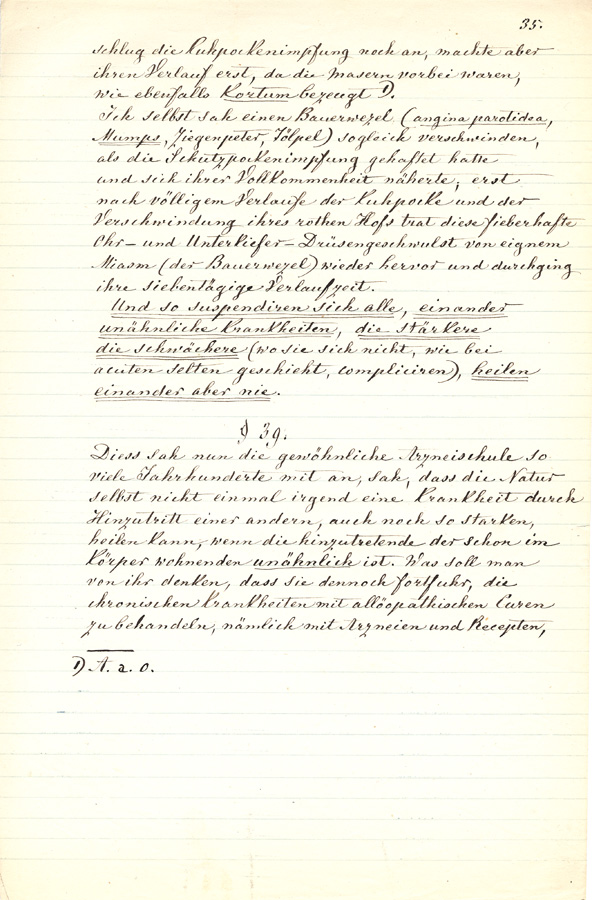 35.
schlug die Kuhpockenimpfung noch an, machte aber
ihren Verlauf erst, da die Masern vorbei waren,
wie ebenfalls Kortum bezeugt 1).
Ich selbst sah einen Bauerwezel (angina parotidea,
Mumps, Ziegenpeter, Tölpel) sogleich verschwinden,
als die Schutzpockenimpfung gehaftet hatte
und sich ihrer Vollkommenheit näherte; erst
nach völligem Verlaufe der Kuhpocke und der
Verschwindung ihres rothen Hofs trat diese fieberhafte
Ohr- und Unterkiefer-Drüsengeschwulst von eignem
Miasm (der Bauerwezel) wieder hervor und durchging
ihre siebentägige Verlaufzeit.
Und so suspendiren sich alle, einander
unähnliche Krankheiten, die stärkere
die schwächere (wo sie sich nicht, wie bei
acuten selten geschieht, compliciren), heilen
einander aber nie.
§ 39.
Diess sah nun die gewöhnliche Arzneischule so
viele Jahrhunderte mit an, sah, dass die Natur
selbst nicht einmal irgend eine Krankheit durch
Hinzutritt einer andern, auch noch so starken,
heilen kann, wenn die hinzutretende der schon im
Körper wohnenden unähnlich ist. Was soll man
von ihr denken, dass sie dennoch fortfuhr, die
chronischen Krankheiten mit allöopathischen Curen
zu behandeln, nämlich mit Arzneien und Recepten,
1) A. a. O.